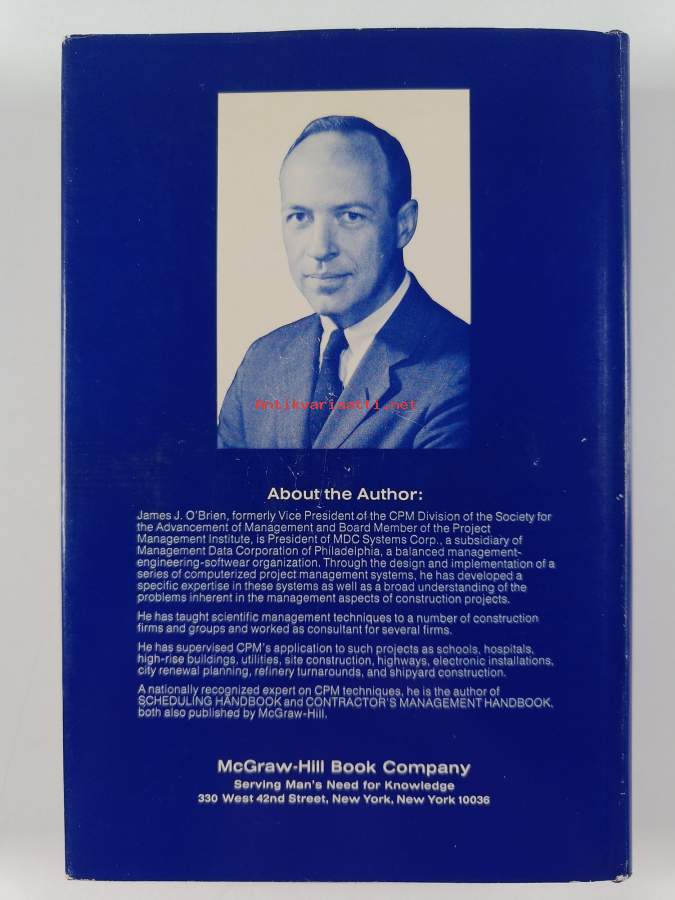 Antikvariaatti.net
About the Author:
James J. O'Brien, formerly Vice President of the CPM Division of the Society for
the Advancement of Management and Board Member of the Project
Management Institute, is President of MDC Systems Corp., a subsidiary of
Management Data Corporation of Philadelphia, a balanced management-
engineering-softwear organization. Through the design and implementation of a
series of computerized project management systems, he has developed a
specific expertise in these systems as well as a broad understanding of the
problems inherent in the management aspects of construction projects.
He has taught scientific management techniques to a number of construction
firms and groups and worked as consultant for several firms.
He has supervised CPM's application to such projects as schools, hospitals,
high-rise buildings, utilities, site construction, highways, electronic installations,
city renewal planning, refinery turnarounds, and shipyard construction.
A nationally recognized expert on CPM techniques, he is the author of
SCHEDULING HANDBOOK and CONTRACTOR'S MANAGEMENT HANDBOOK,
both also published by McGraw-Hill.
McGraw-Hill Book Company
Serving Man's Need for Knowledge
330 West 42nd Street, New York, New York 10036